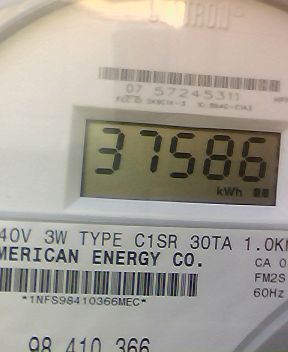 07 57245311
37586
kWh
40V 3W TYPE C1SR 30TA 1.0K
MERICAN ENERGY CO.
CA 0
FM2S
60Hz
*1NFS98410366MEC*
98 410 366